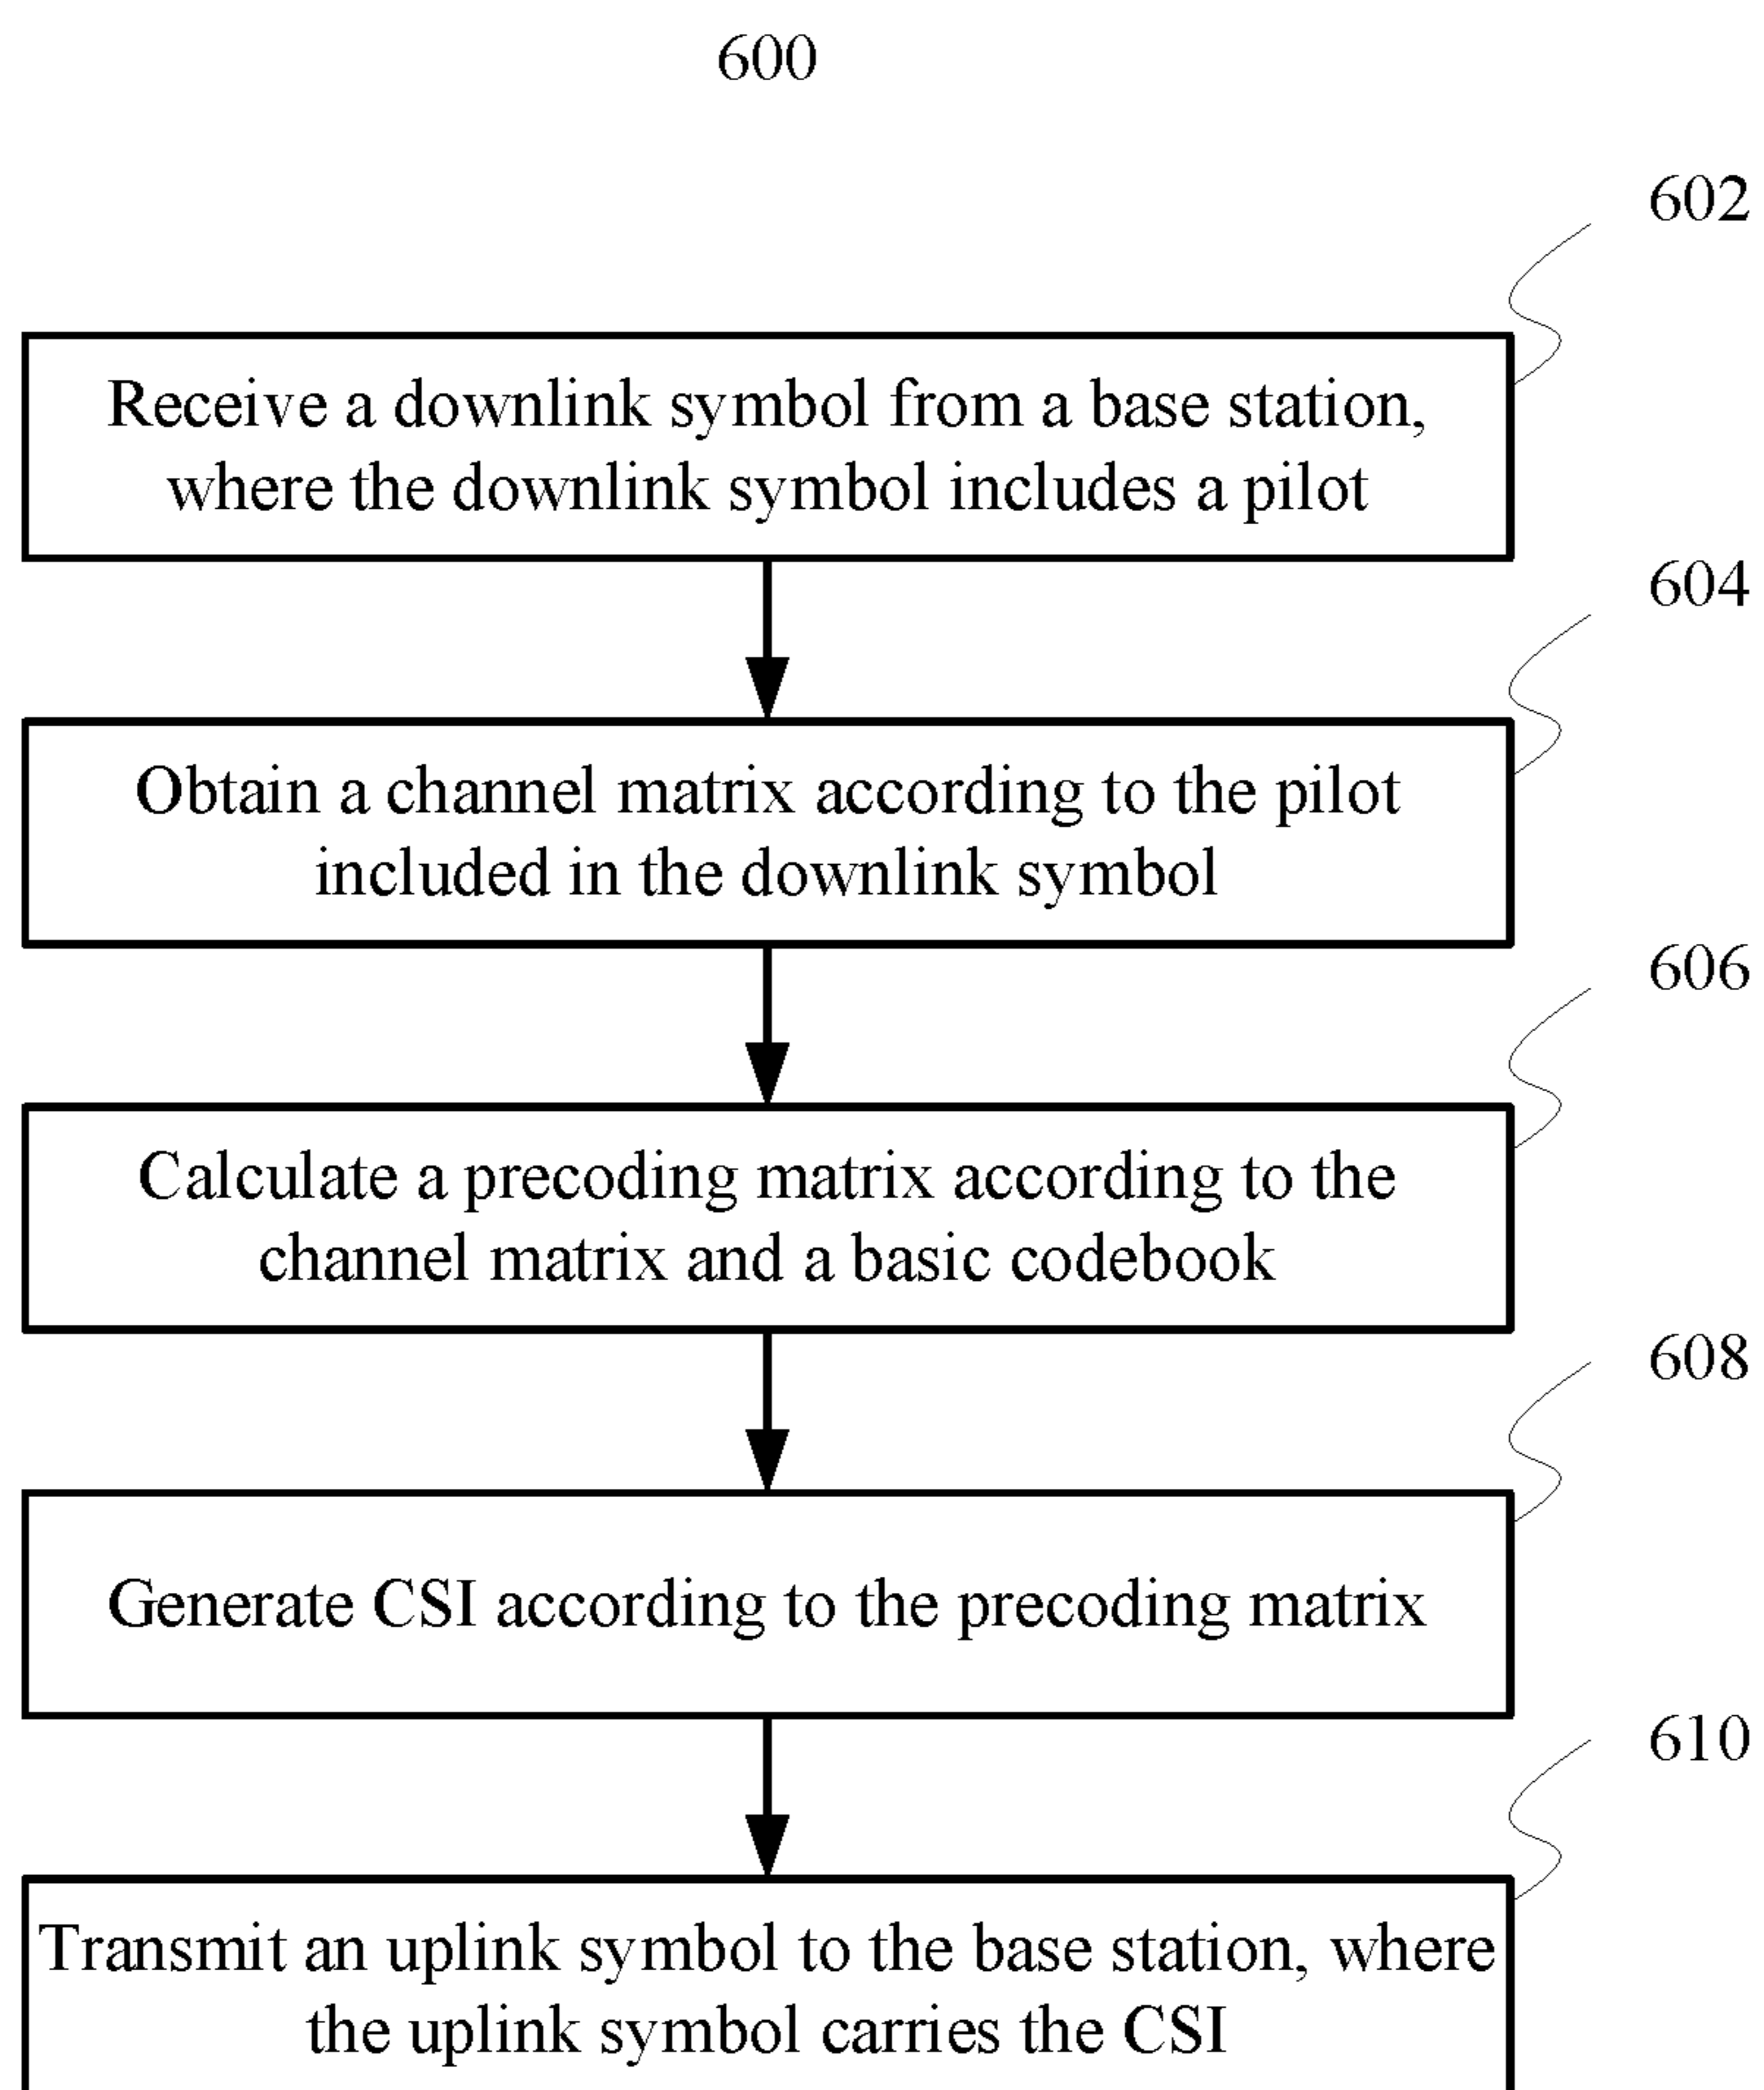 600
602
Receive a downlink symbol from a base station,
where the downlink symbol includes a pilot
604
Obtain a channel matrix according to the pilot
included in the downlink symbol
606
Calculate a precoding matrix according to the
channel matrix and a basic codebook
608
Generate CSI according to the precoding matrix
610
Transmit an uplink symbol to the base station, where
the uplink symbol carries the CSI